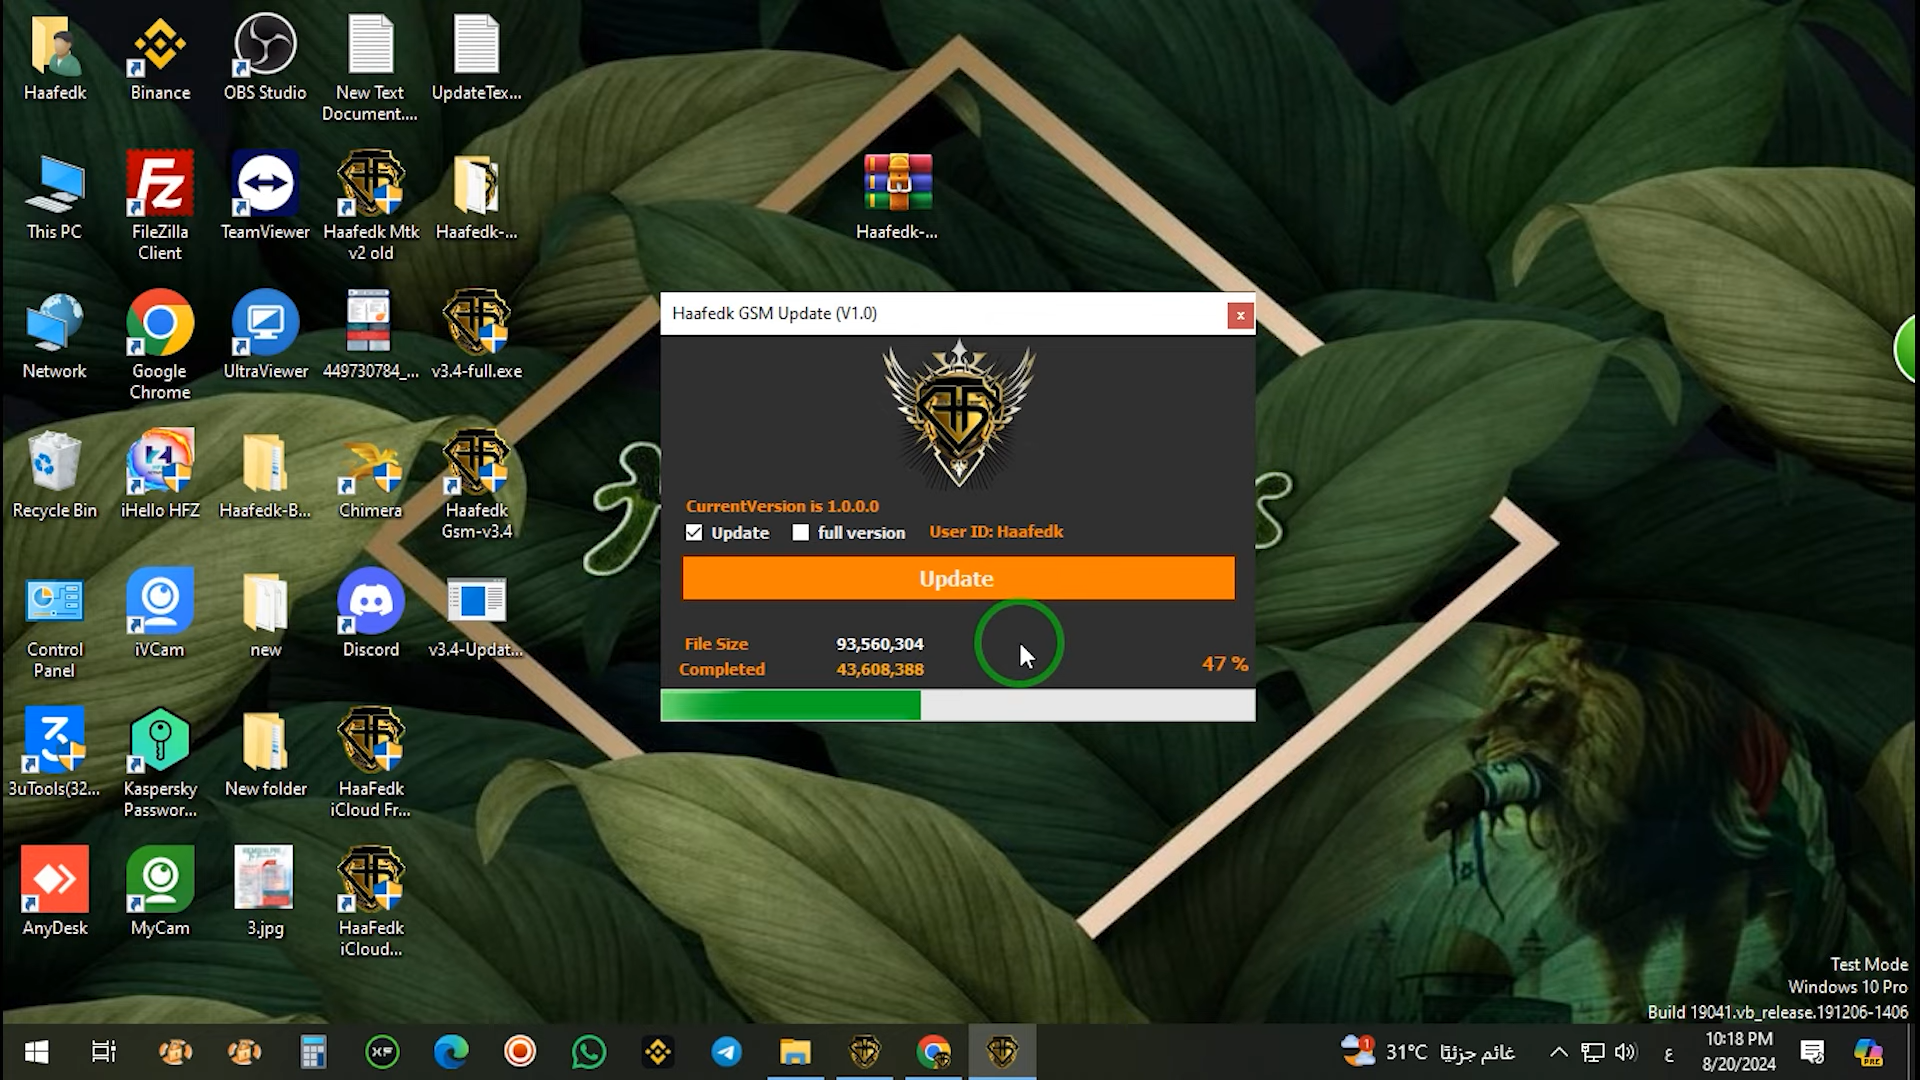 Haafedk
Binance
OBS Studio
New Text
Document....
UpdateTex...
This PC
FileZilla
Client
TeamViewer
Haafedk Mtk
v2 old
Haafedk-...
Haafedk-...
Network
Google
Chrome
UltraViewer
449730784_...
v3.4-full.exe
Recycle Bin
iHello HFZ
Haafedk-B...
Chimera
Haafedk
Gsm-v3.4
Control
Panel
iVCam
new
Discord
v3.4-Updat...
3uTools(32...
Kaspersky
Passwor...
New folder
HaaFedk
iCloud Fr...
AnyDesk
MyCam
3.jpg
HaaFedk
iCloud...
Haafedk GSM Update (V1.0)
x
CurrentVersion is 1.0.0.0
Update
full version
User ID: Haafedk
Update
File Size
93,560,304
Completed
43,608,388
47 %
Test Mode
Windows 10 Pro
Build 19041.vb_release.191206-1406
XF
1
31°C غائم جزئيًا
ع
10:18 PM
8/20/2024
PRE